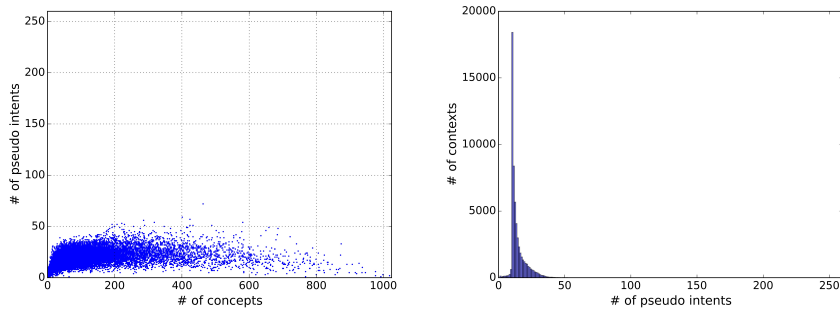 250
200
150
100
50
0
# of pseudo intents
0 200 400 600 800 1000
# of concepts
20000
15000
10000
5000
0
# of contexts
0 50 100 150 200 250
# of pseudo intents